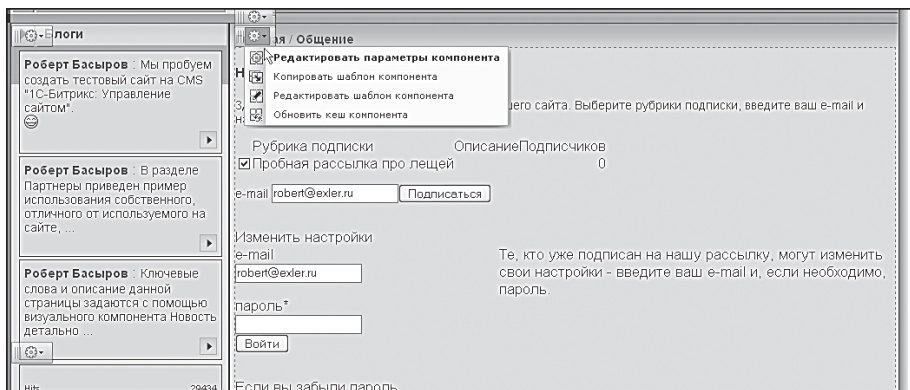 Блоги
Роберт Басыров : Мы пробуем
создать тестовый сайт на CMS
"1С-Битрикс: Управление
сайтом".
Роберт Басыров : В разделе
Партнеры приведен пример
использования собственного,
отличного от используемого на
сайте, ...
Роберт Басыров : Ключевые
слова и описание данной
страницы задаются с помощью
визуального компонента Новость
детально ...
Hits 29434
/ Общение
Редактировать параметры компонента
Копировать шаблон компонента
Редактировать шаблон компонента
Обновить кеш компонента
сайта. Выберите рубрики подписки, введите ваш e-mail и
Рубрика подписки ОписаниеПодписчиков
Пробная рассылка про лещей 0
e-mail robert@exler.ru Подписаться
Изменить настройки
e-mail
robert@exler.ru
пароль*
Войти
Те, кто уже подписан на нашу рассылку, могут изменить
свои настройки - введите ваш e-mail и, если необходимо,
пароль.
Если вы забыли пароль